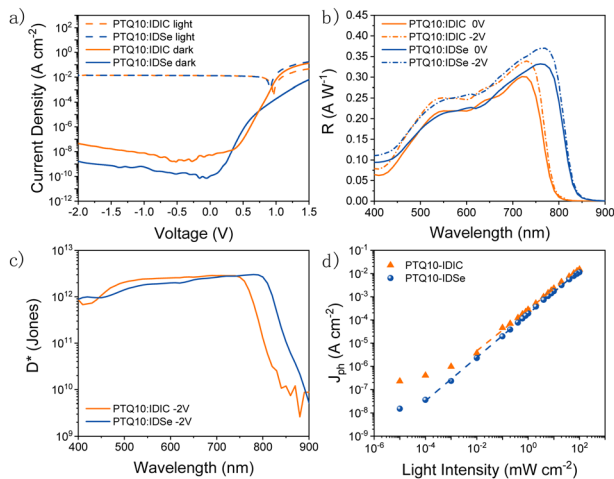 a)
PTQ10:IDIC light
PTQ10:IDSe light
PTQ10:IDIC dark
PTQ10:IDSe dark
Current Density (A cm⁻²)
10² 10⁰ 10⁻² 10⁻⁴ 10⁻⁶ 10⁻⁸ 10⁻¹⁰
-2.0 -1.5 -1.0 -0.5 0.0 0.5 1.0 1.5
Voltage (V)
b)
PTQ10:IDIC 0V
PTQ10:IDIC -2V
PTQ10:IDSe 0V
PTQ10:IDSe -2V
R (A W⁻¹)
0.45 0.40 0.35 0.30 0.25 0.20 0.15 0.10 0.05 0.00
400 500 600 700 800 900
Wavelength (nm)
c)
D* (Jones)
10¹³ 10¹² 10¹¹ 10¹⁰ 10⁹
PTQ10:IDIC -2V
PTQ10:IDSe -2V
400 500 600 700 800 900
Wavelength (nm)
d)
PTQ10-IDIC
PTQ10-IDSe
Jph (A cm⁻²)
10⁻¹ 10⁻² 10⁻³ 10⁻⁴ 10⁻⁵ 10⁻⁶ 10⁻⁷ 10⁻⁸ 10⁻⁹
10⁻⁶ 10⁻⁴ 10⁻² 10⁰ 10²
Light Intensity (mW cm⁻²)